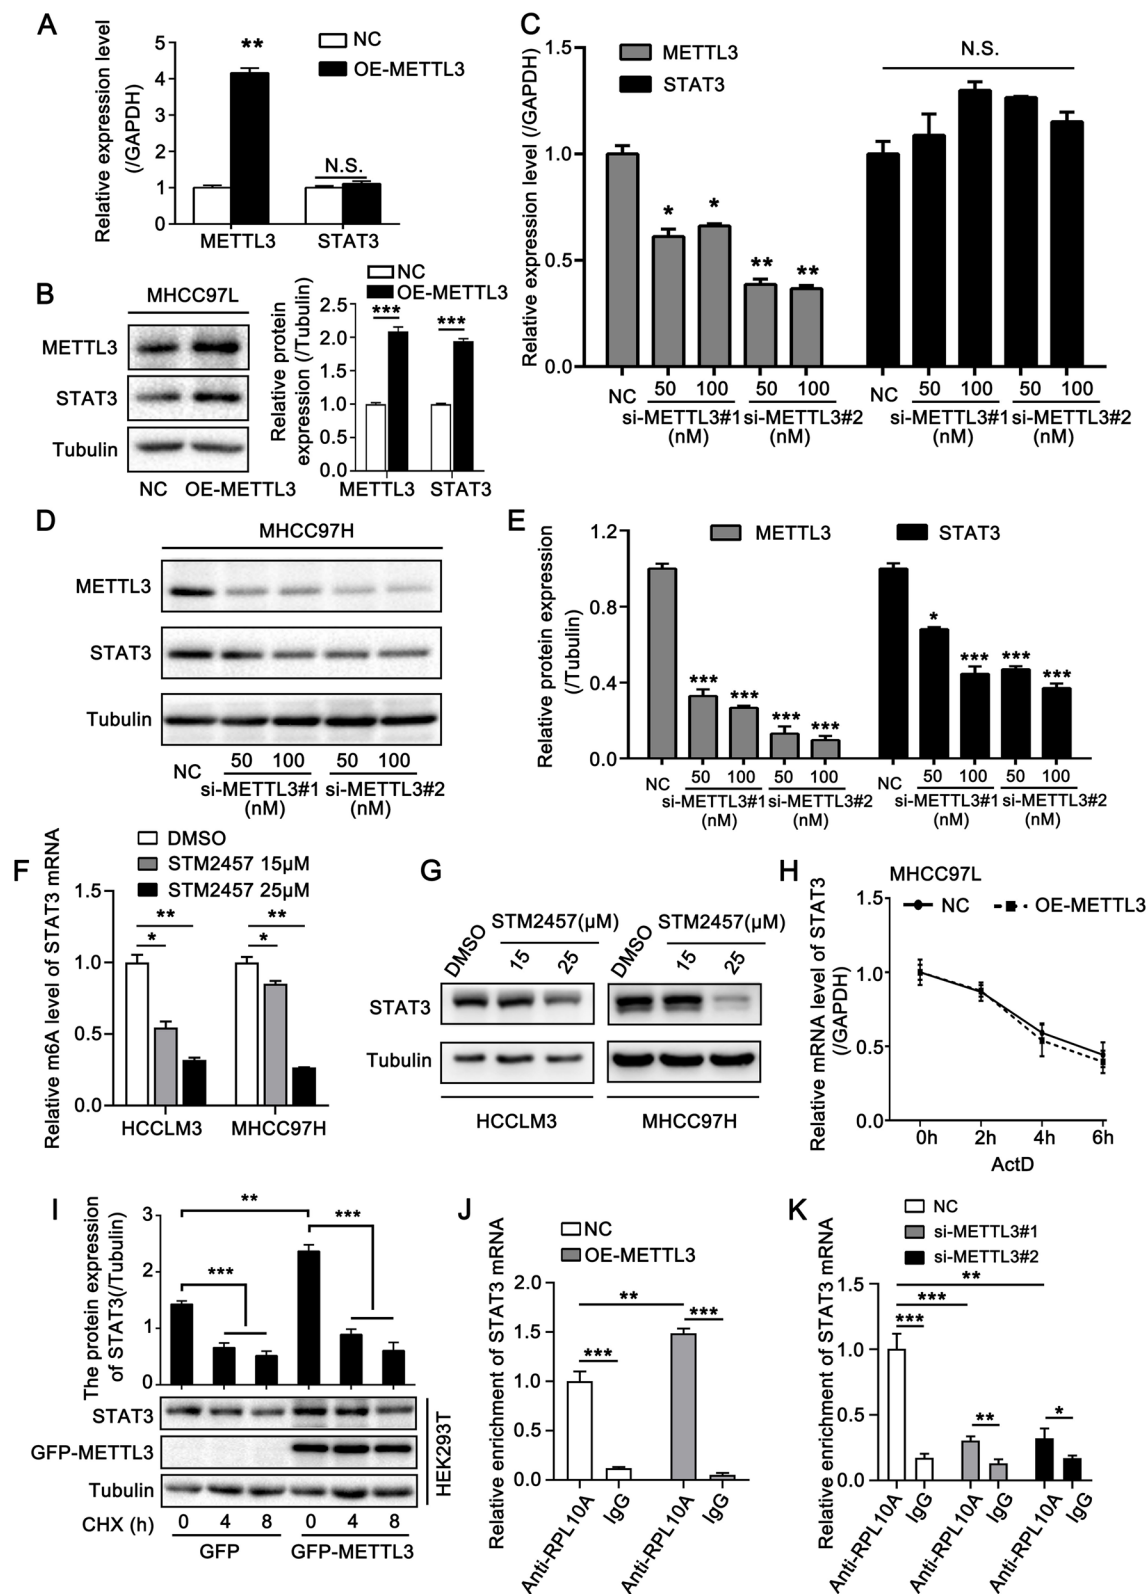 A
Relative expression level
(/GAPDH)
5
4
3
2
1
0
**
N.S.
NC
OE-METTL3
METTL3
STAT3
B
MHCC97L
METTL3
STAT3
Tubulin
NC
OE-METTL3
NC
OE-METTL3
Relative protein
expression (/Tubulin)
2.5
2.0
1.5
1.0
0.5
0.0
***
***
METTL3
STAT3
C
Relative expression level (/GAPDH)
1.5
1.0
0.5
0.0
METTL3
STAT3
*
*
**
**
N.S.
NC
50
100
50
100
si-METTL3#1
(nM)
si-METTL3#2
(nM)
NC
50
100
50
100
si-METTL3#1
(nM)
si-METTL3#2
(nM)
D
MHCC97H
METTL3
STAT3
Tubulin
NC
50
100
50
100
si-METTL3#1
(nM)
si-METTL3#2
(nM)
E
Relative protein expression
(/Tubulin)
1.2
0.8
0.4
0.0
METTL3
STAT3
***
***
***
***
*
***
***
***
NC
50
100
50
100
si-METTL3#1
(nM)
si-METTL3#2
(nM)
NC
50
100
50
100
si-METTL3#1
(nM)
si-METTL3#2
(nM)
F
Relative m6A level of STAT3 mRNA
DMSO
STM2457 15μM
STM2457 25μM
1.5
1.0
0.5
0.0
**
*
**
*
HCCLM3
MHCC97H
G
DMSO
STM2457(μM)
15
25
DMSO
STM2457(μM)
15
25
STAT3
Tubulin
HCCLM3
MHCC97H
H
MHCC97L
NC
OE-METTL3
Relative mRNA level of STAT3
(/GAPDH)
1.5
1.0
0.5
0.0
0h
2h
4h
6h
ActD
I
The protein expression
of STAT3(/Tubulin)
3
2
1
0
**
***
***
STAT3
GFP-METTL3
Tubulin
HEK293T
CHX (h)
0
4
8
0
4
8
GFP
GFP-METTL3
J
Relative enrichment of STAT3 mRNA
NC
OE-METTL3
2.0
1.5
1.0
0.5
0.0
**
***
***
Anti-RPL10A
IgG
Anti-RPL10A
IgG
K
Relative enrichment of STAT3 mRNA
NC
si-METTL3#1
si-METTL3#2
1.5
1.0
0.5
0.0
**
***
***
**
*
Anti-RPL10A
IgG
Anti-RPL10A
IgG
Anti-RPL10A
IgG